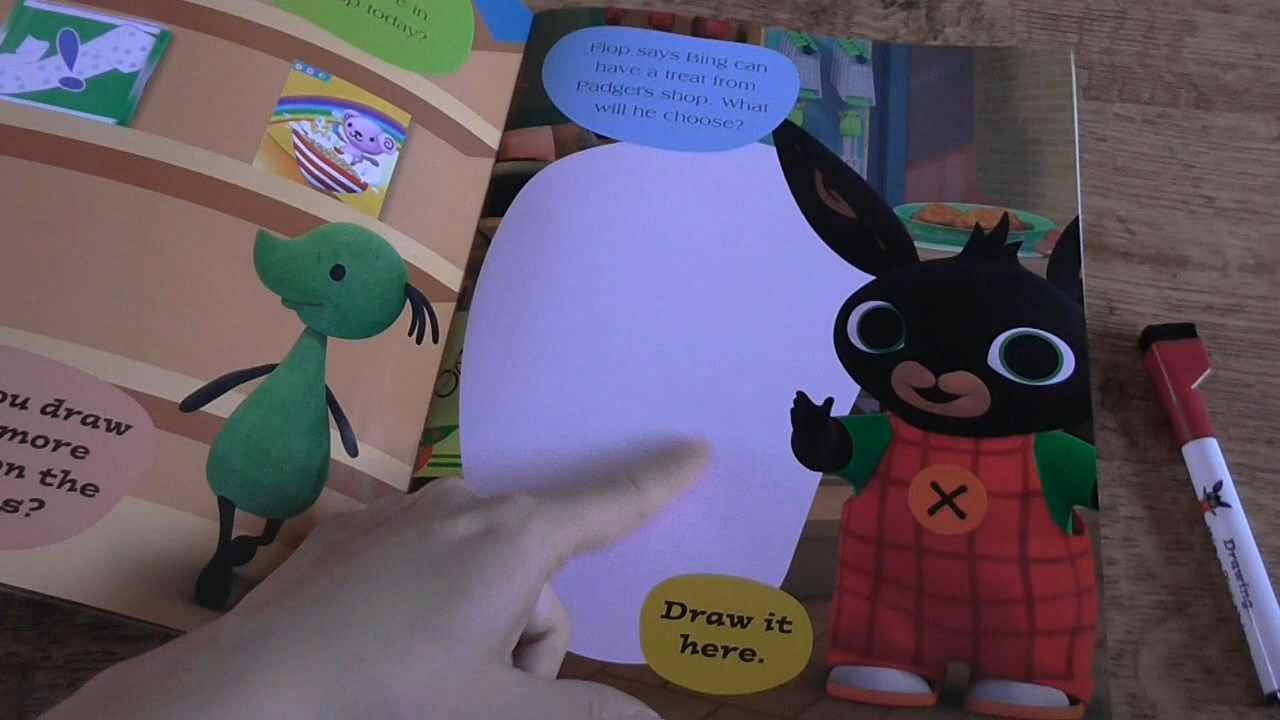 e in
p today?
Flop says Bing can
have a treat from
Padget's shop. What
will he choose?
ou draw
more
on the
s?
Draw it
here.
Drawing